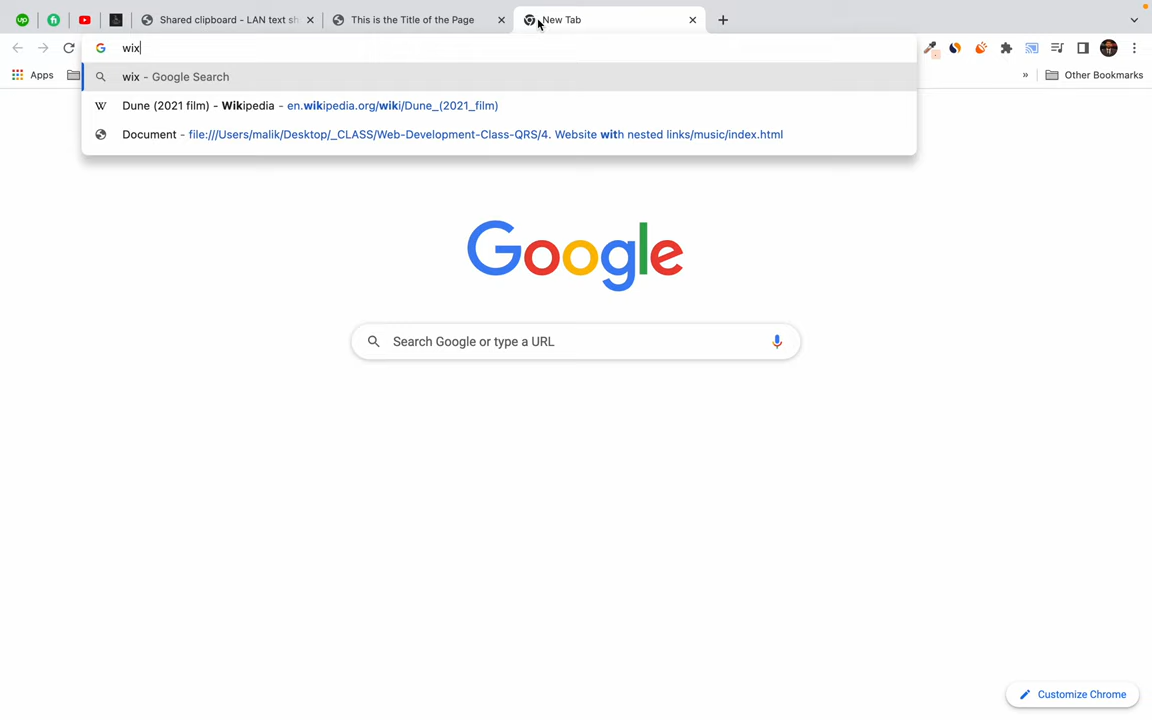 up
fi
Shared clipboard - LAN text sh
This is the Title of the Page
New Tab
wix
wix - Google Search
W Dune (2021 film) - Wikipedia - en.wikipedia.org/wiki/Dune_(2021_film)
Document - file:///Users/malik/Desktop/_CLASS/Web-Development-Class-QRS/4. Website with nested links/music/index.html
Apps
» Other Bookmarks
Google
Search Google or type a URL
Customize Chrome